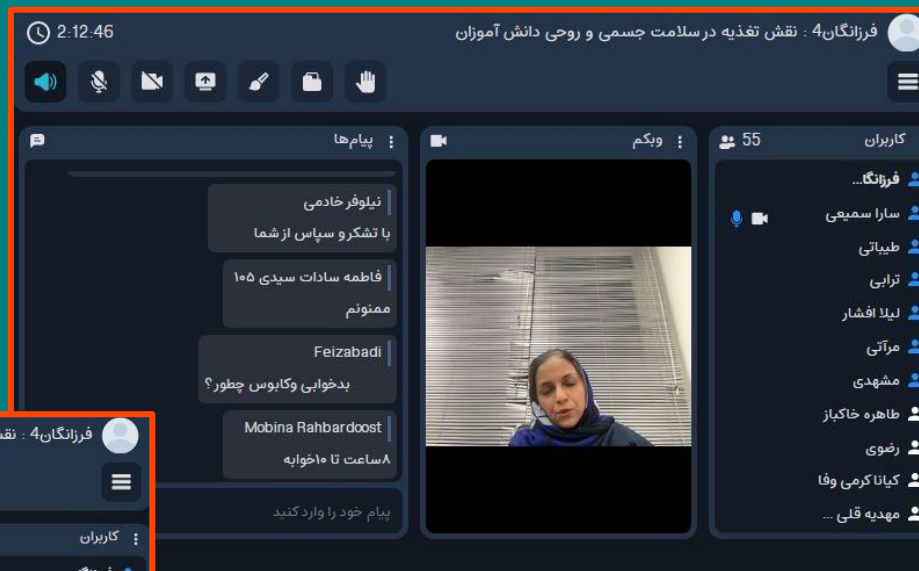 فرزانگان4 : نقش تغذیه در سلامت جسمی و روحی دانش آموزان
2:12:46
کاربران
55
فرزانگا...
سارا سمیعی
طیباتی
ترابی
لیلا افشار
مرآتی
مشهدی
طاهره خاکباز
رضوی
کیانا کرمی وفا
مهدیه قلی ...
وبکم
پیام‌ها
نیلوفر خادمی
با تشکر و سپاس از شما
فاطمه سادات سیدی ۱۰۵
ممنونم
Feizabadi
بدخوابی وکابوس چطور؟
Mobina Rahbardoost
۸ساعت تا ۱۰خوابه
پیام خود را وارد کنید
فرزانگان4 :
کاربران